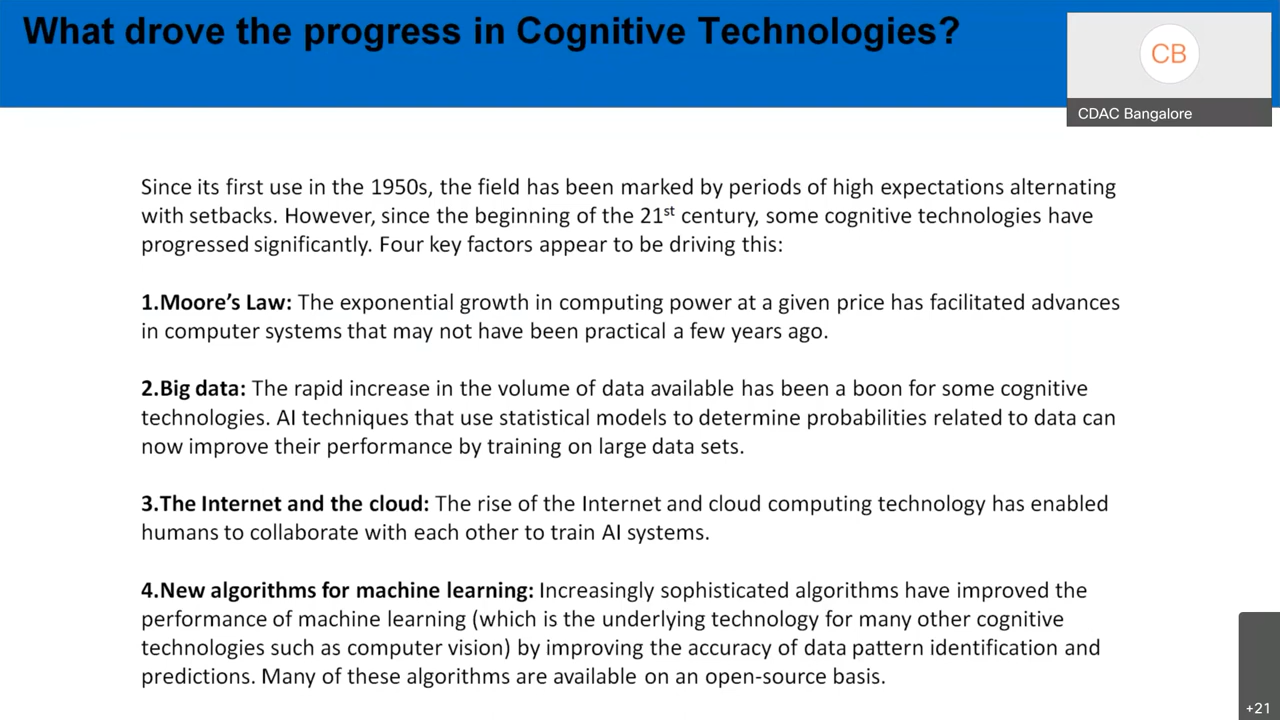 What drove the progress in Cognitive Technologies?
CB
CDAC Bangalore
Since its first use in the 1950s, the field has been marked by periods of high expectations alternating
with setbacks. However, since the beginning of the 21st century, some cognitive technologies have
progressed significantly. Four key factors appear to be driving this:
1.Moore’s Law: The exponential growth in computing power at a given price has facilitated advances
in computer systems that may not have been practical a few years ago.
2.Big data: The rapid increase in the volume of data available has been a boon for some cognitive
technologies. AI techniques that use statistical models to determine probabilities related to data can
now improve their performance by training on large data sets.
3.The Internet and the cloud: The rise of the Internet and cloud computing technology has enabled
humans to collaborate with each other to train AI systems.
4.New algorithms for machine learning: Increasingly sophisticated algorithms have improved the
performance of machine learning (which is the underlying technology for many other cognitive
technologies such as computer vision) by improving the accuracy of data pattern identification and
predictions. Many of these algorithms are available on an open-source basis.
+21